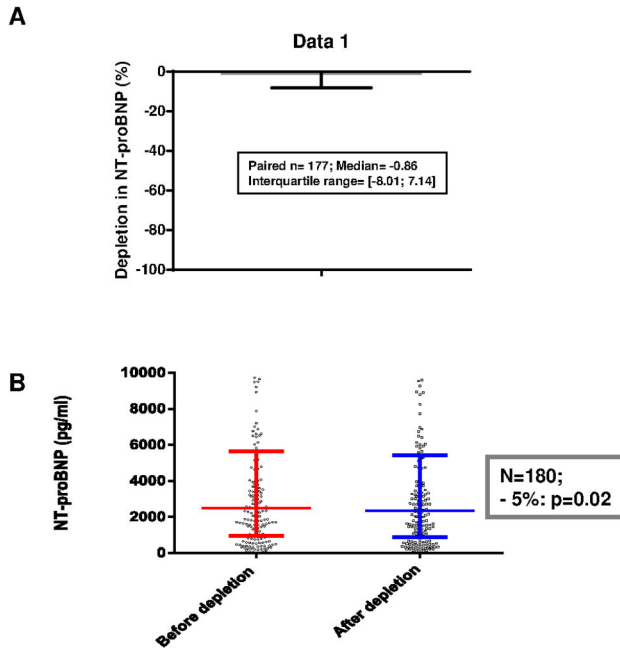 A
Data 1
Depletion in NT-proBNP (%)
0
-20
-40
-60
-80
-100
Paired n= 177; Median= -0.86
Interquartile range= [-8.01; 7.14]
B
NT-proBNP (pg/ml)
10000
8000
6000
4000
2000
0
N=180;
- 5%: p=0.02
Before depletion
After depletion